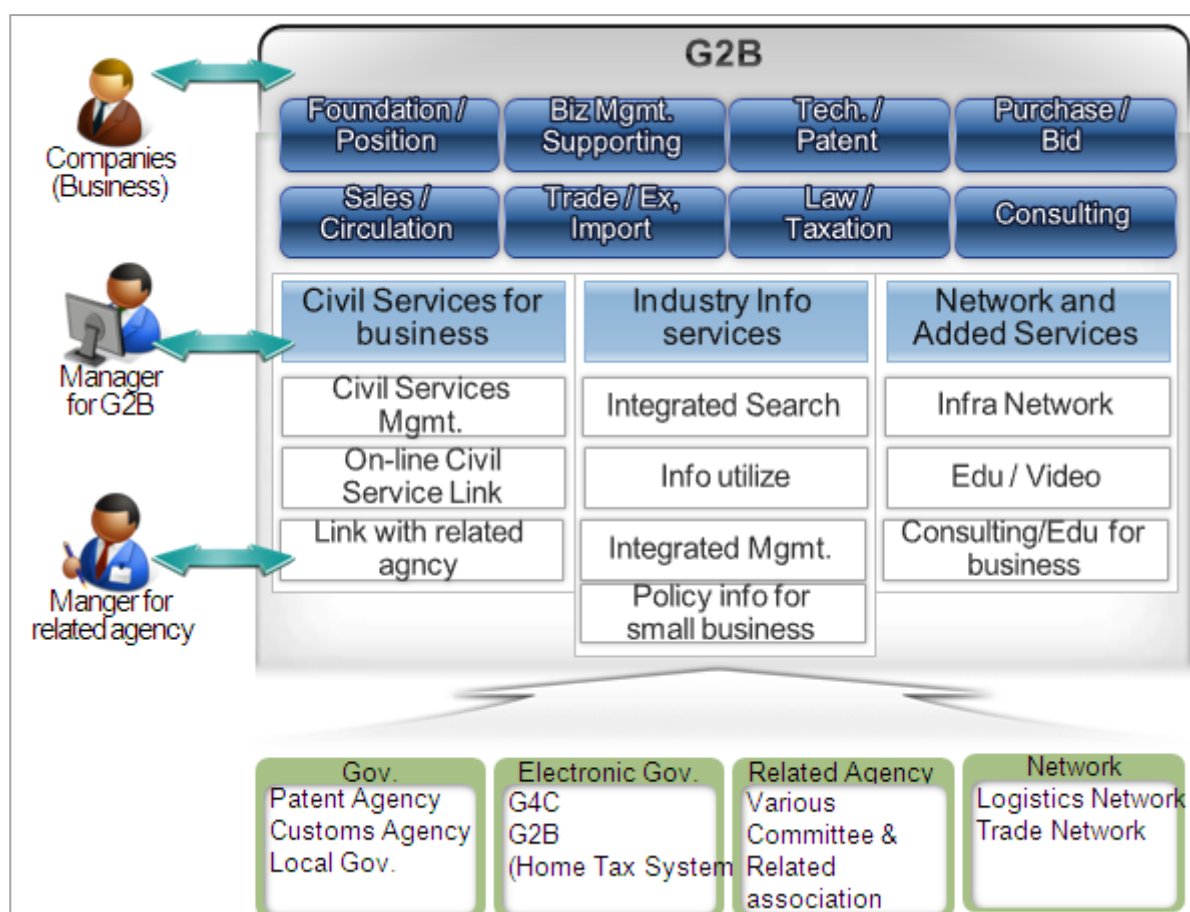 G2B
Companies
(Business)
Foundation /
Position
Biz Mgmt.
Supporting
Tech. /
Patent
Purchase /
Bid
Sales /
Circulation
Trade / Ex,
Import
Law /
Taxation
Consulting
Manager
for G2B
Civil Services for
business
Industry Info
services
Network and
Added Services
Civil Services
Mgmt.
Integrated Search
Infra Network
On-line Civil
Service Link
Info utilize
Edu / Video
Manger for
related agency
Link with related
agncy
Integrated Mgmt.
Consulting/Edu for
business
Policy info for
small business
Gov.
Patent Agency
Customs Agency
Local Gov.
Electronic Gov.
G4C
G2B
(Home Tax System
Related Agency
Various
Committee &
Related
association
Network
Logistics Network
Trade Network